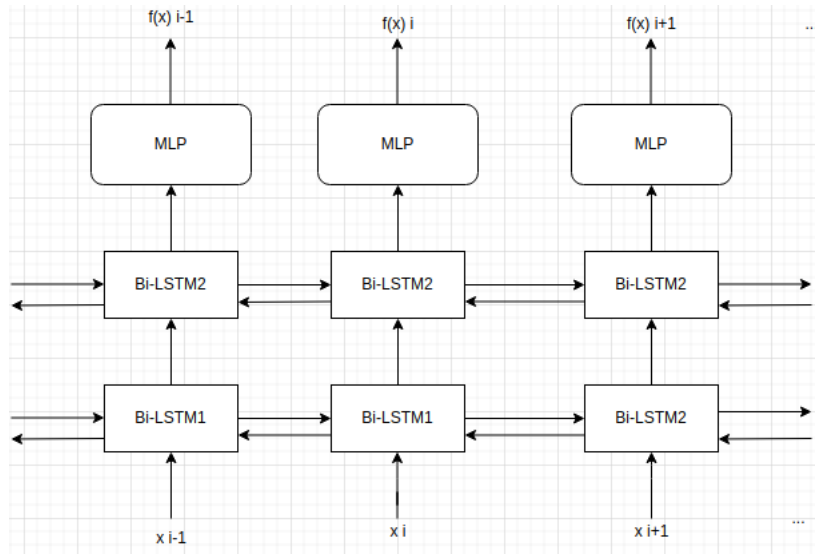 f(x) i-1 f(x) i f(x) i+1 ...
MLP MLP MLP
Bi-LSTM2 Bi-LSTM2 Bi-LSTM2
Bi-LSTM1 Bi-LSTM1 Bi-LSTM2
x i-1 x i x i+1 ...